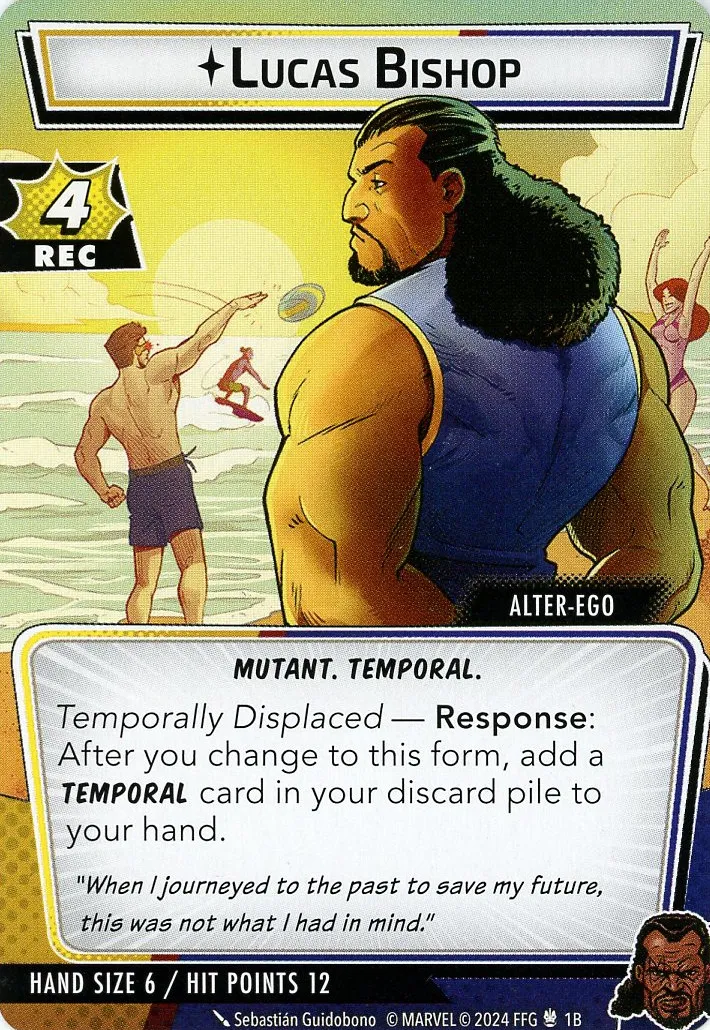 LUCAS BISHOP
4
REC
ALTER-EGO
MUTANT. TEMPORAL.
Temporally Displaced — Response:
After you change to this form, add a
TEMPORAL card in your discard pile to
your hand.
"When I journeyed to the past to save my future,
this was not what I had in mind."
HAND SIZE 6 / HIT POINTS 12
Sebastián Guidobono © MARVEL © 2024 FFG 1B